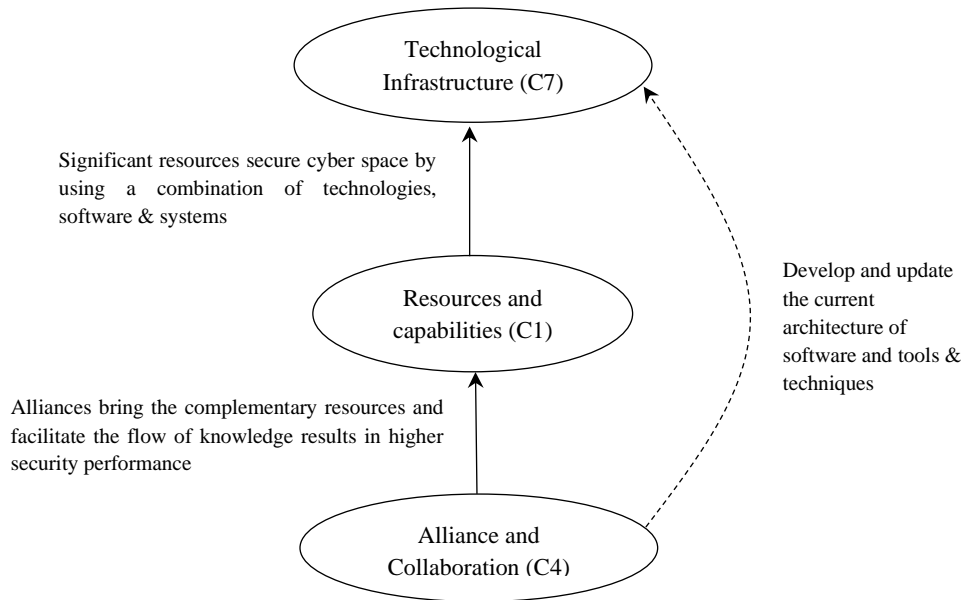 Technological
Infrastructure (C7)
Significant resources secure cyber space by
using a combination of technologies,
software & systems
Resources and
capabilities (C1)
Develop and update
the current
architecture of
software and tools &
techniques
Alliances bring the complementary resources and
facilitate the flow of knowledge results in higher
security performance
Alliance and
Collaboration (C4)